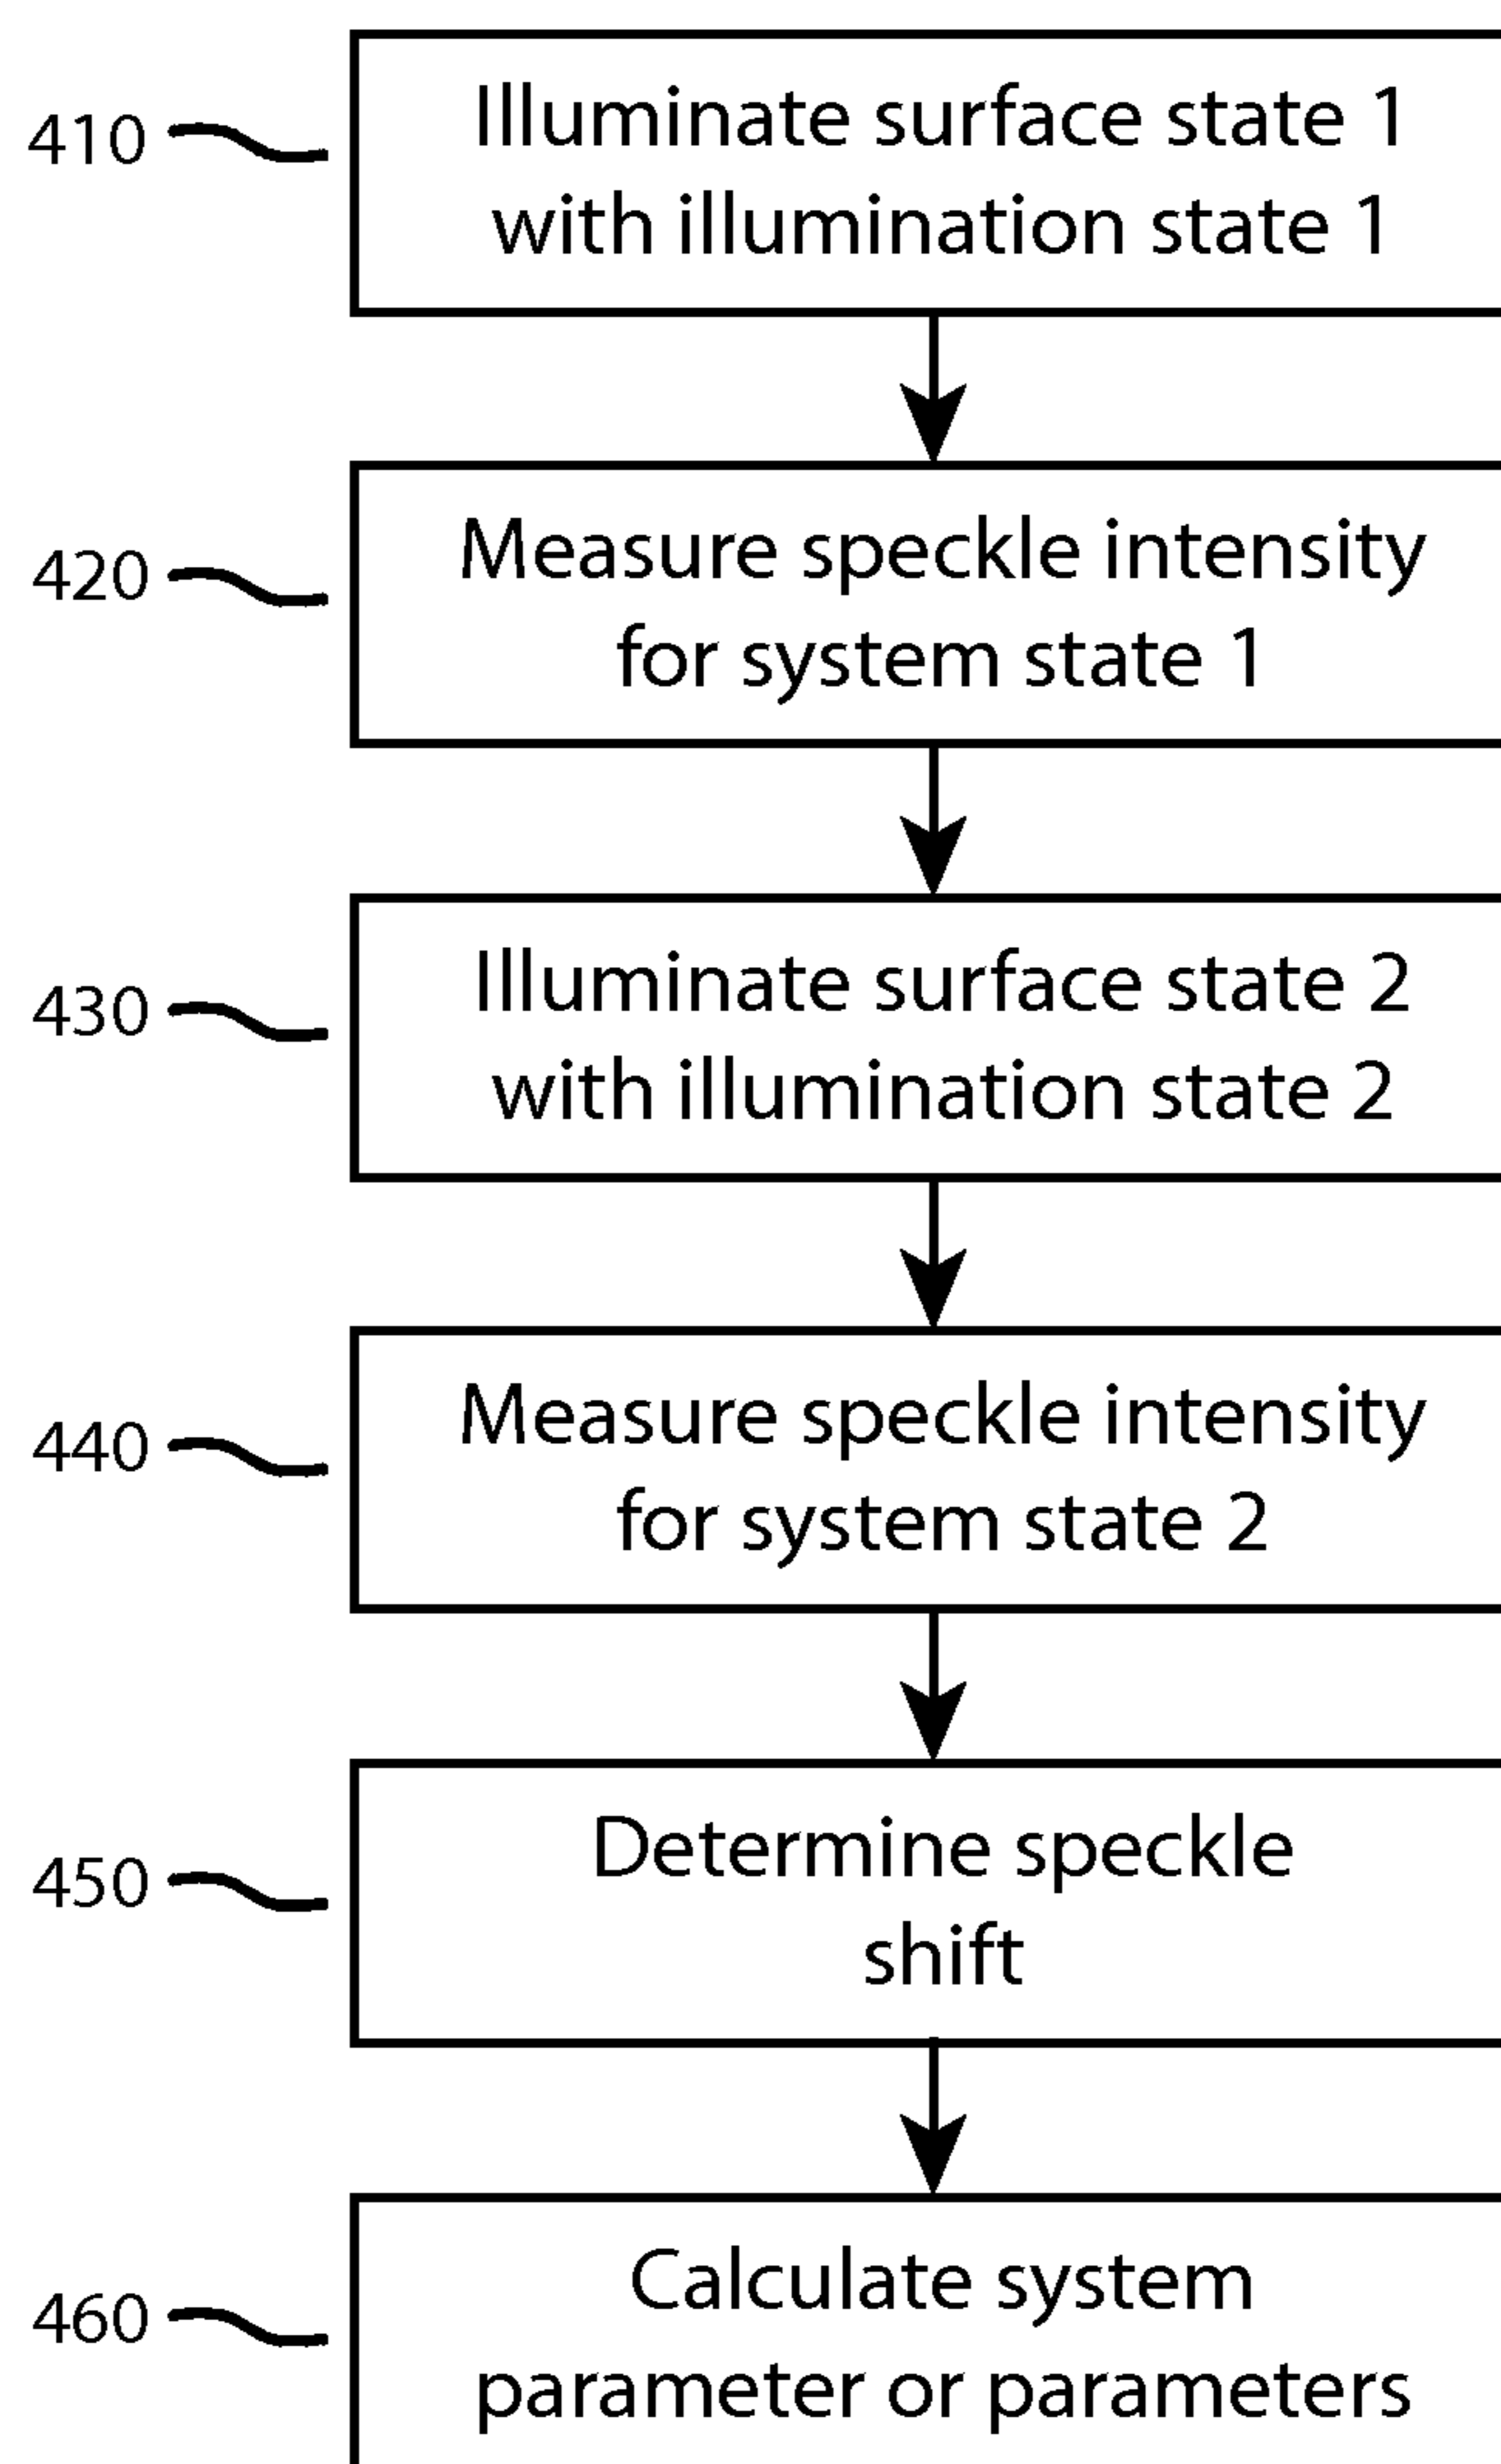 410
Illuminate surface state 1
with illumination state 1
420
Measure speckle intensity
for system state 1
430
Illuminate surface state 2
with illumination state 2
440
Measure speckle intensity
for system state 2
450
Determine speckle
shift
460
Calculate system
parameter or parameters